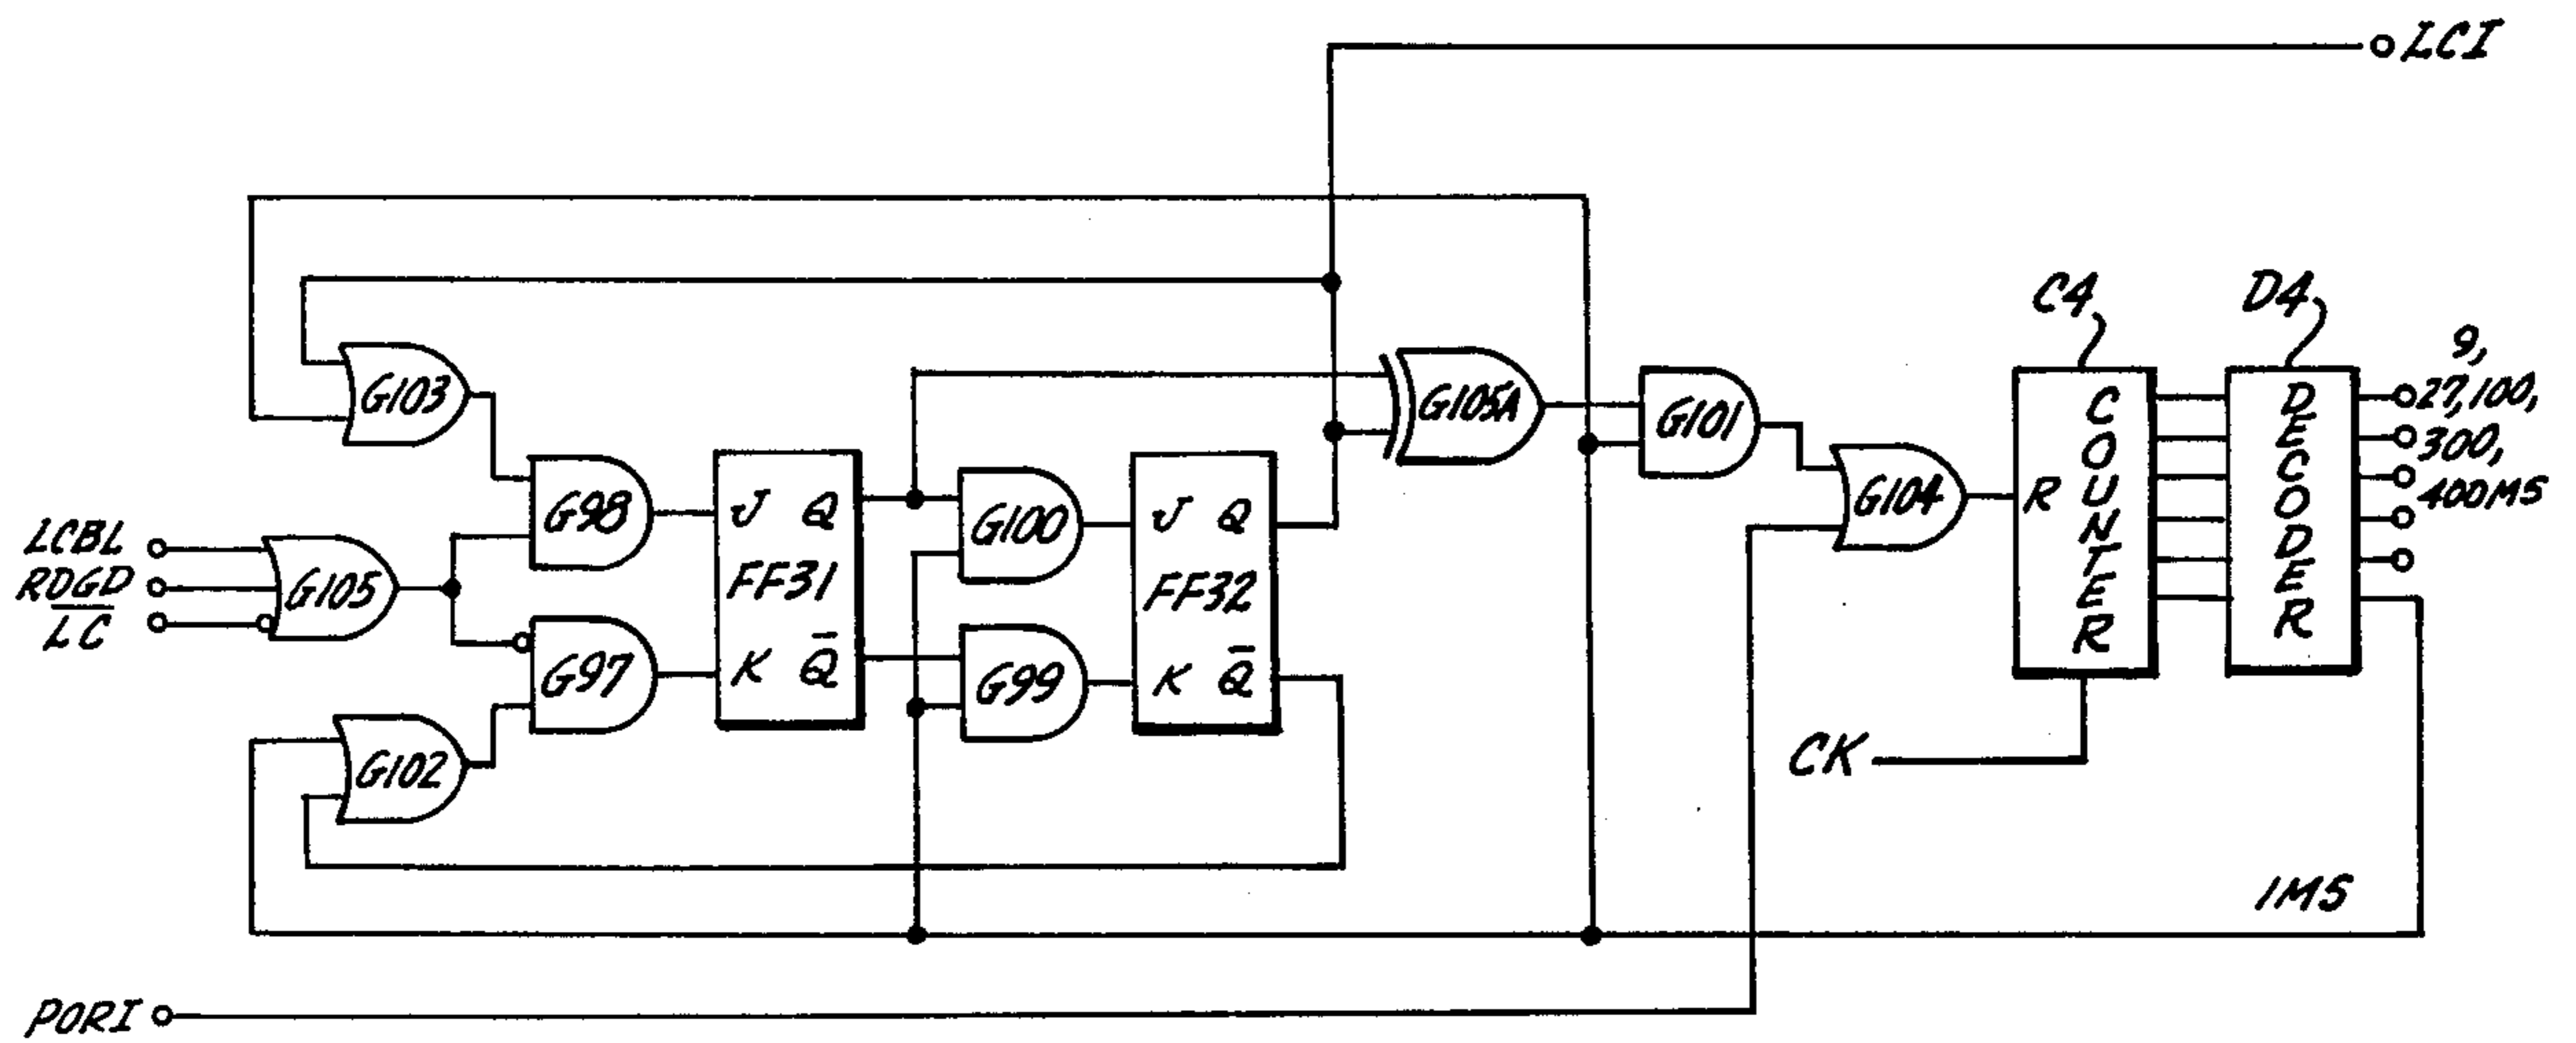 LCI
C4
D4
9,
27,100,
300,
400MS
G103
G105A
G101
G104
R
COUNTER
DECODER
G98
J Q
FF31
K Q̅
G100
J Q
FF32
K Q̅
LCBL
RDGD
L̅C̅
G105
G97
G99
G102
CK
1MS
PORI